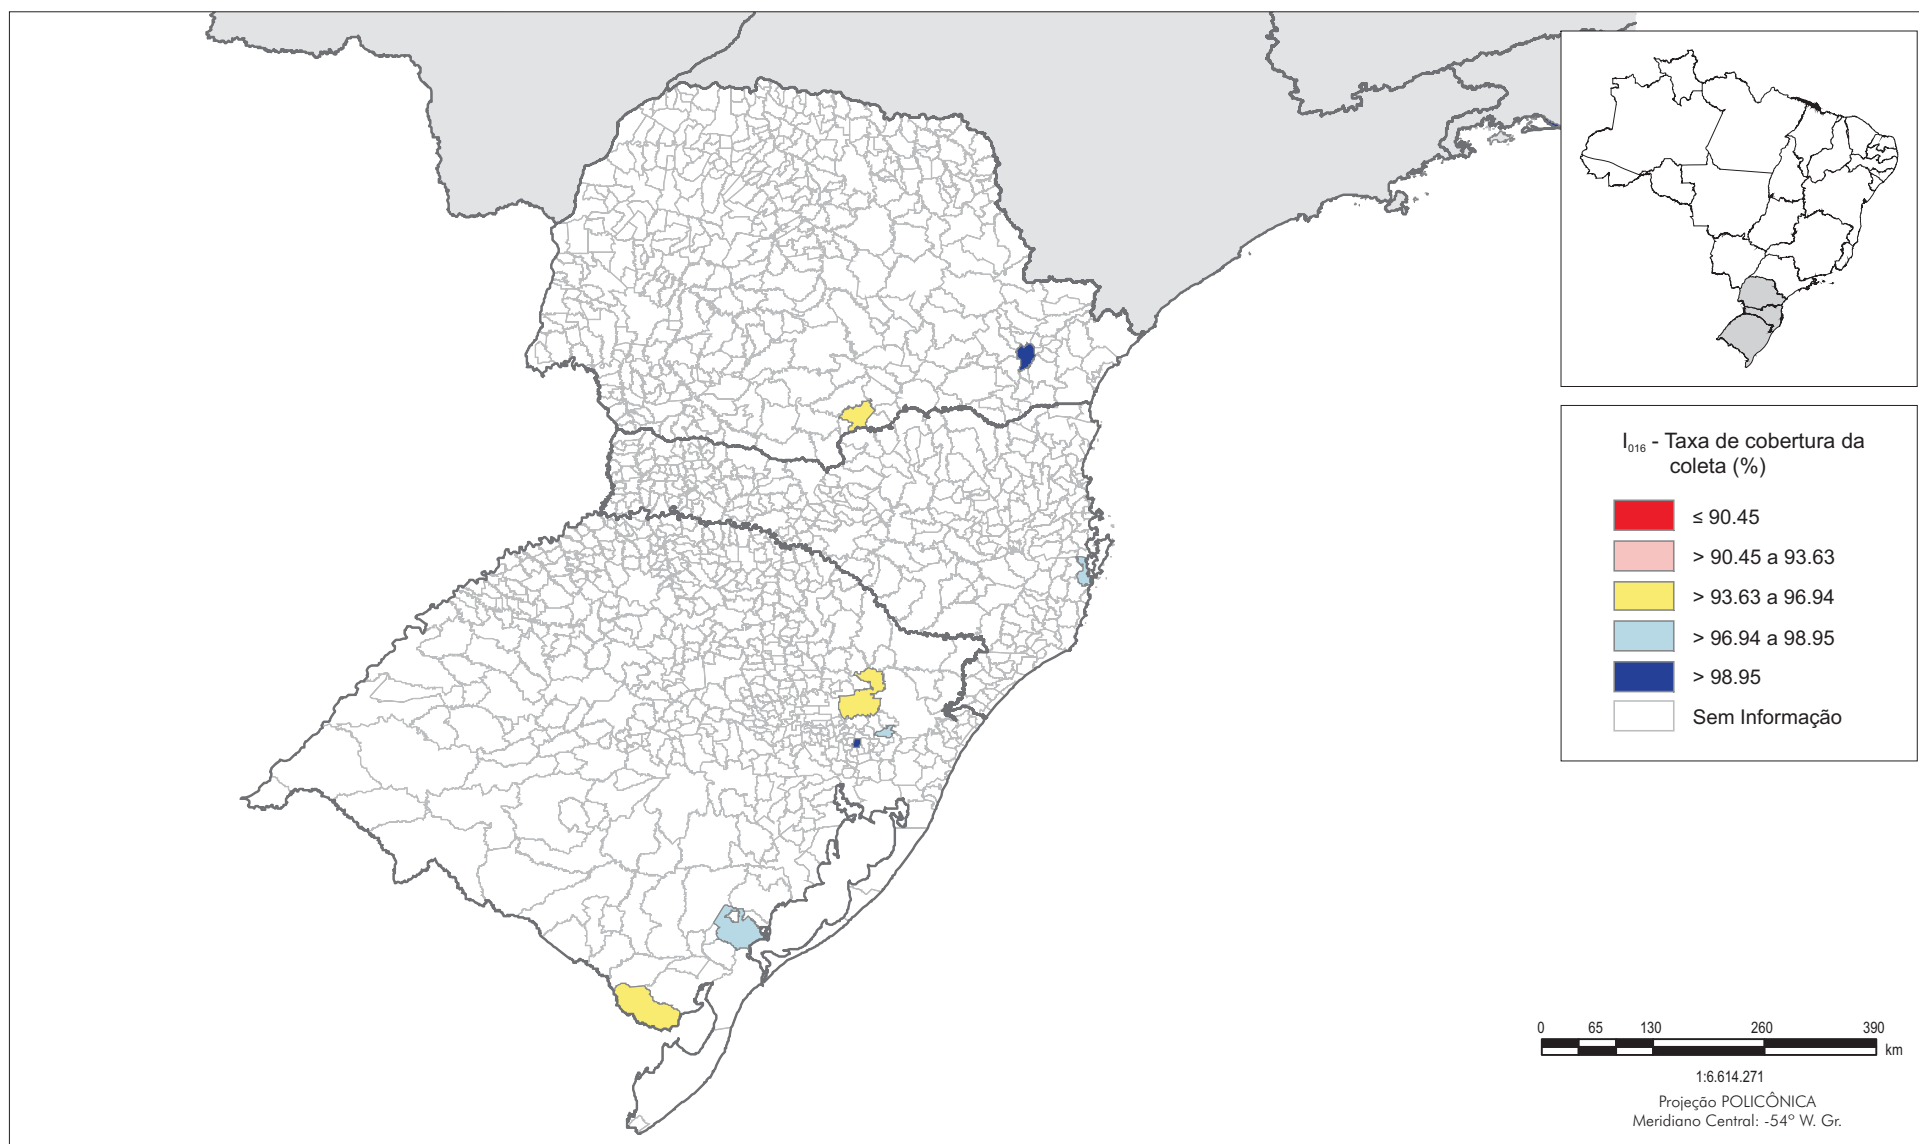 I₀₁₆ - Taxa de cobertura da
coleta (%)
≤ 90.45
> 90.45 a 93.63
> 93.63 a 96.94
> 96.94 a 98.95
> 98.95
Sem Informação
0 65 130 260 390
km
1:6.614.271
Projeção POLICÔNICA
Meridiano Central: -54º W. Gr.